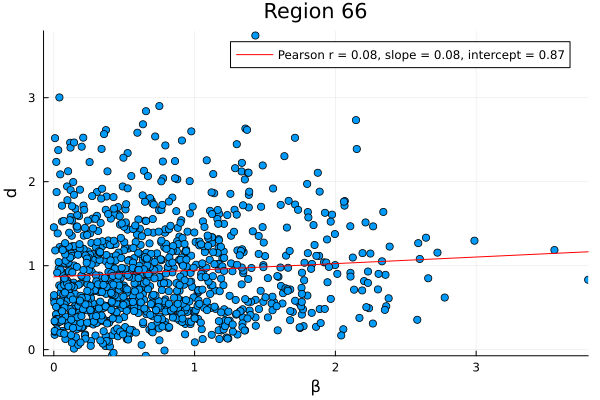 Region 66
Pearson r = 0.08, slope = 0.08, intercept = 0.87
3
2
1
0
d
0 1 2 3
β